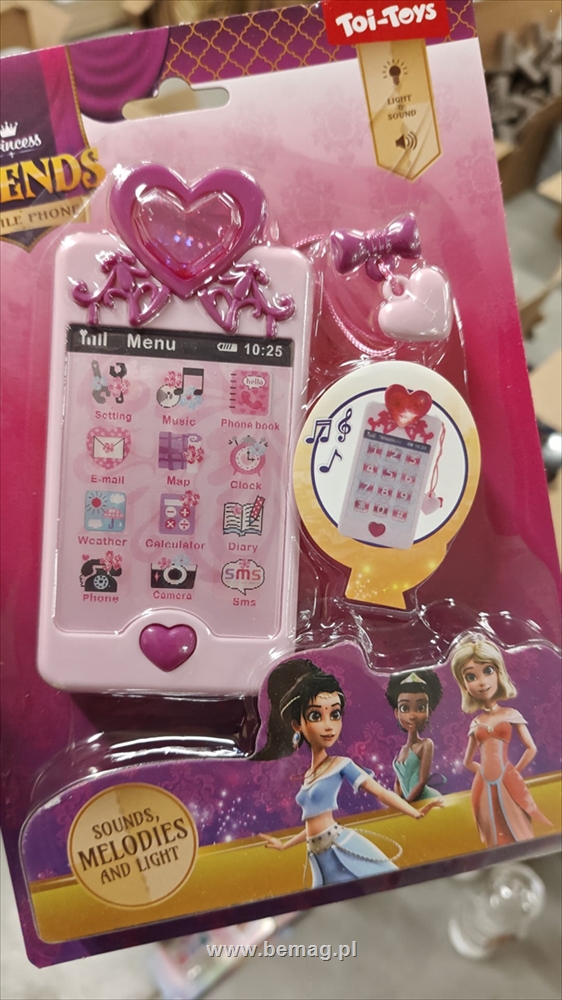 Toi-Toys
LIGHT
&
SOUND
Princess
ENDS
ILE PHONE
Menu 10:25
hello
Setting Music Phone book
E-mail Map Clock
Weather Calculator Diary
SMS
Phone Camera Sms
SOUNDS,
MELODIES
AND LIGHT
www.bemag.pl